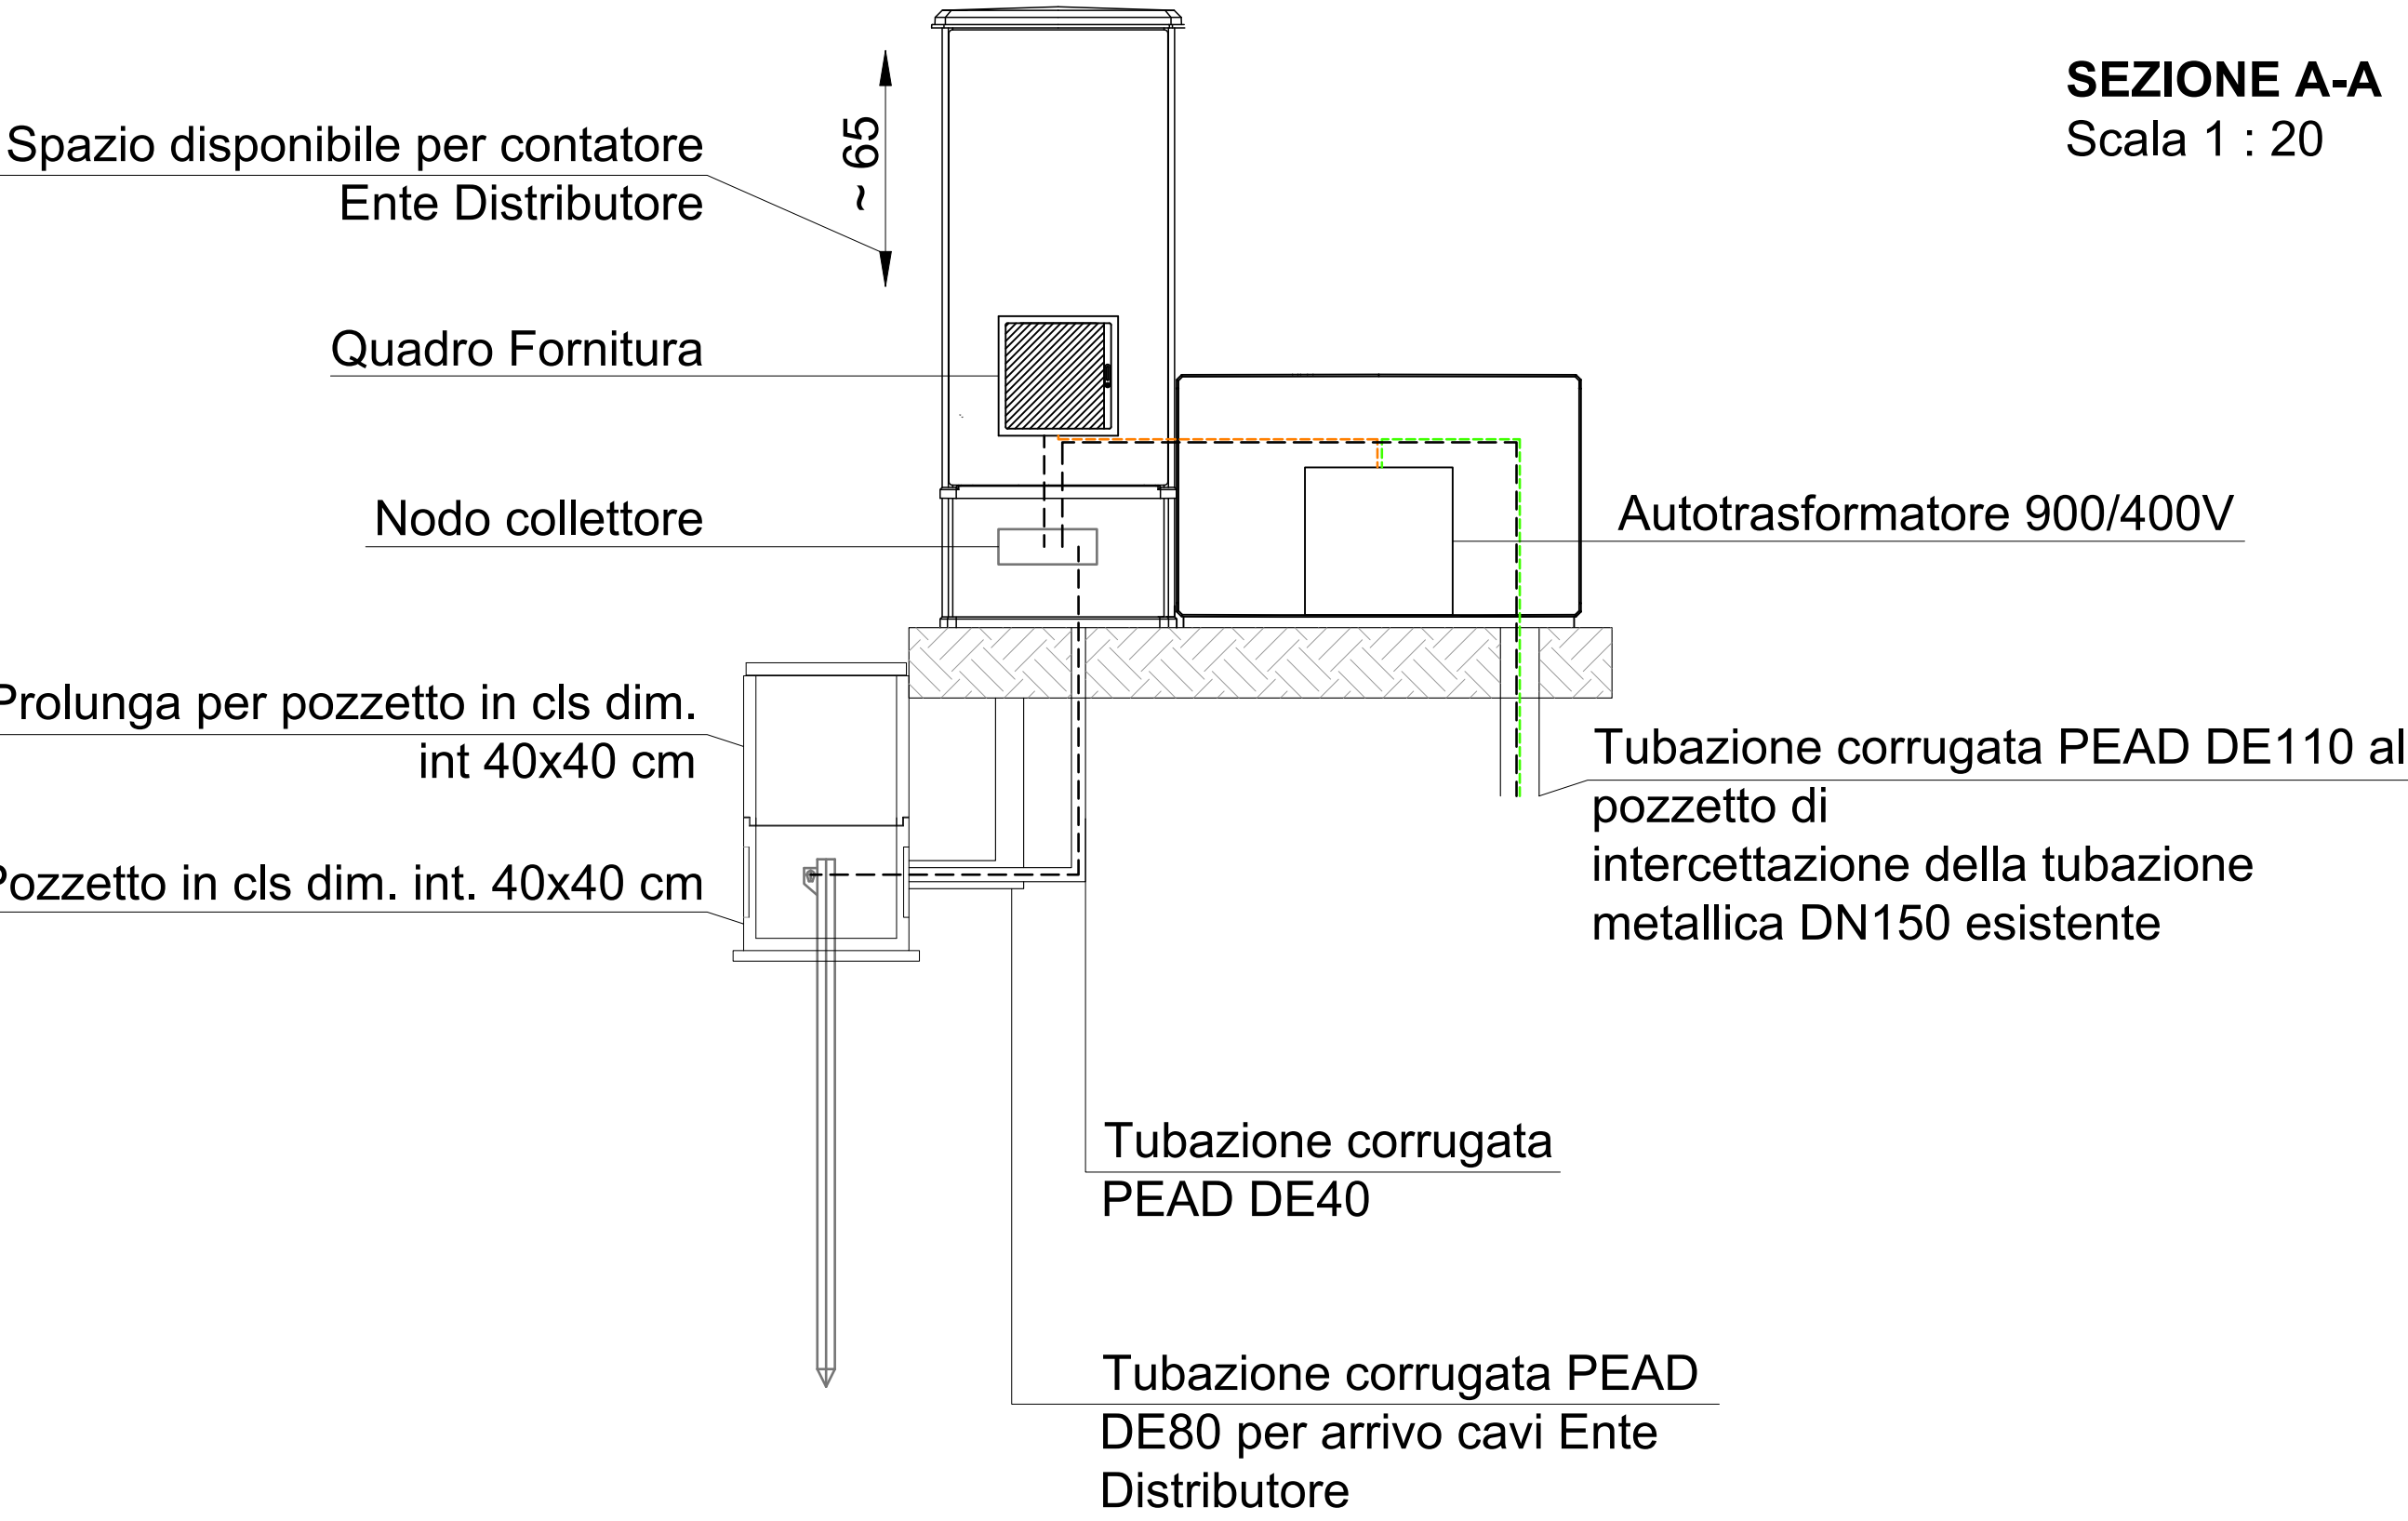 SEZIONE A-A
Scala 1 : 20
Spazio disponibile per contatore
Ente Distributore
~ 65
Quadro Fornitura
Nodo collettore
Autotrasformatore 900/400V
Prolunga per pozzetto in cls dim.
int 40x40 cm
Pozzetto in cls dim. int. 40x40 cm
Tubazione corrugata PEAD DE110 al
pozzetto di
intercettazione della tubazione
metallica DN150 esistente
Tubazione corrugata
PEAD DE40
Tubazione corrugata PEAD
DE80 per arrivo cavi Ente
Distributore